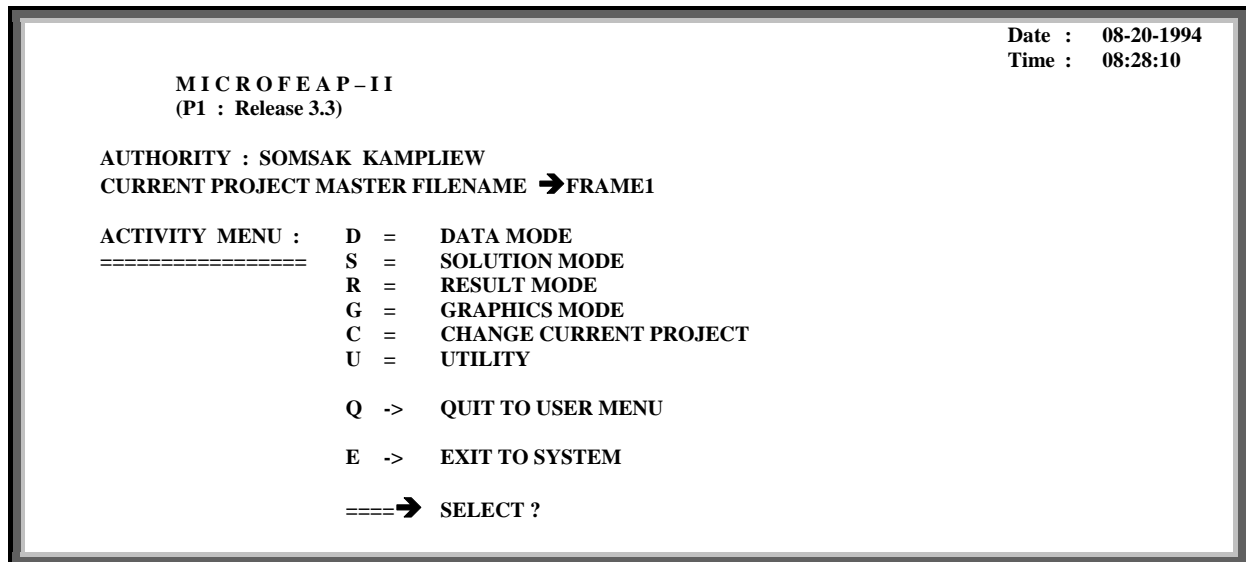 Date : 08-20-1994
Time : 08:28:10
M I C R O F E A P – I I
(P1 : Release 3.3)
AUTHORITY : SOMSAK KAMPLIEW
CURRENT PROJECT MASTER FILENAME ➔FRAME1
ACTIVITY MENU : D = DATA MODE
================= S = SOLUTION MODE
R = RESULT MODE
G = GRAPHICS MODE
C = CHANGE CURRENT PROJECT
U = UTILITY
Q -> QUIT TO USER MENU
E -> EXIT TO SYSTEM
====➔ SELECT ?